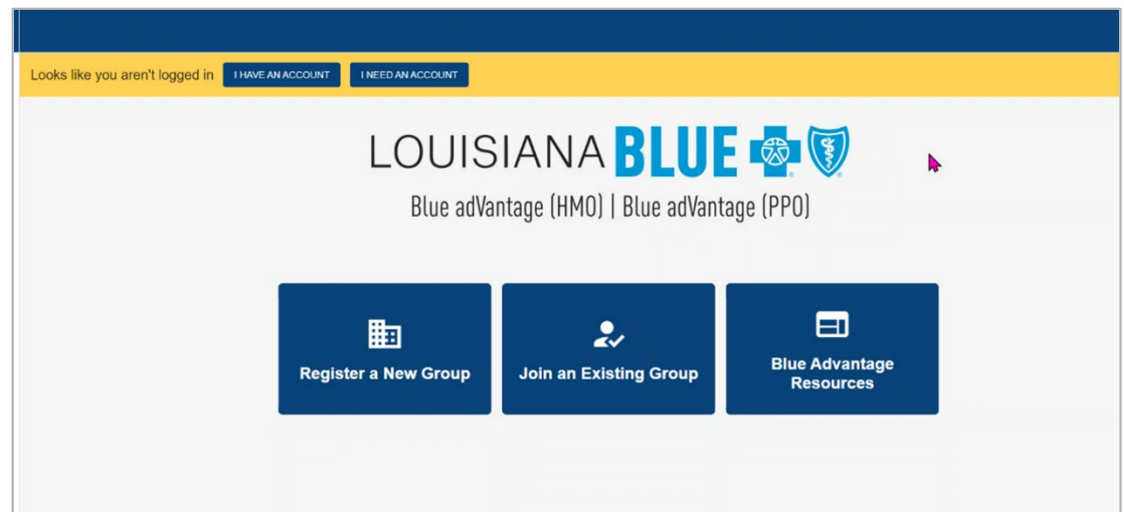 Looks like you aren't logged in I HAVE AN ACCOUNT I NEED AN ACCOUNT
LOUISIANA BLUE
Blue adVantage (HMO) | Blue adVantage (PPO)
Register a New Group
Join an Existing Group
Blue Advantage
Resources